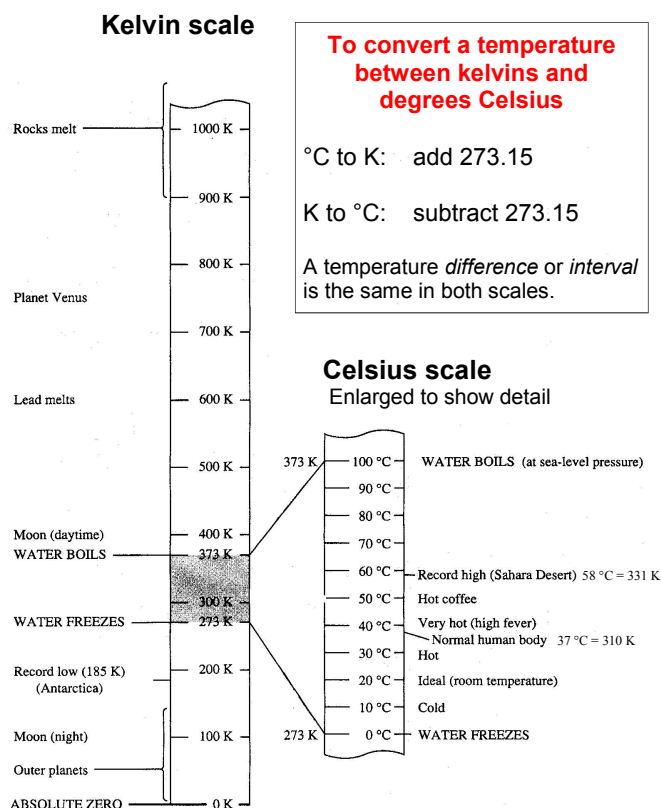 Kelvin scale
To convert a temperature
between kelvins and
degrees Celsius
°C to K: add 273.15
K to °C: subtract 273.15
A temperature difference or interval
is the same in both scales.
Rocks melt
1000 K
900 K
800 K
Planet Venus
700 K
Lead melts
600 K
500 K
Moon (daytime)
400 K
WATER BOILS
373 K
300 K
WATER FREEZES
273 K
Record low (185 K)
(Antarctica)
200 K
Moon (night)
100 K
Outer planets
ABSOLUTE ZERO
0 K
Celsius scale
Enlarged to show detail
373 K 100 °C WATER BOILS (at sea-level pressure)
90 °C
80 °C
70 °C
60 °C
Record high (Sahara Desert) 58 °C = 331 K
50 °C Hot coffee
40 °C Very hot (high fever)
Normal human body 37 °C = 310 K
30 °C Hot
20 °C Ideal (room temperature)
10 °C Cold
273 K 0 °C WATER FREEZES